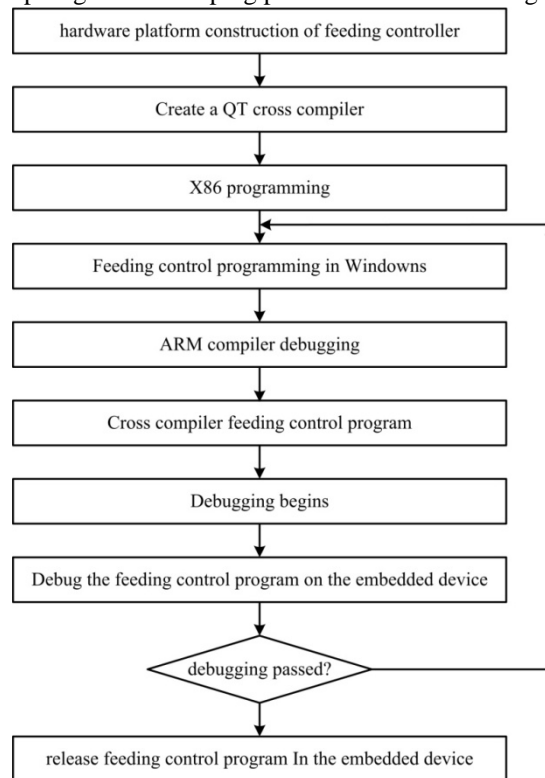 hardware platform construction of feeding controller
Create a QT cross compiler
X86 programming
Feeding control programming in Windowns
ARM compiler debugging
Cross compiler feeding control program
Debugging begins
Debug the feeding control program on the embedded device
debugging passed?
release feeding control program In the embedded device